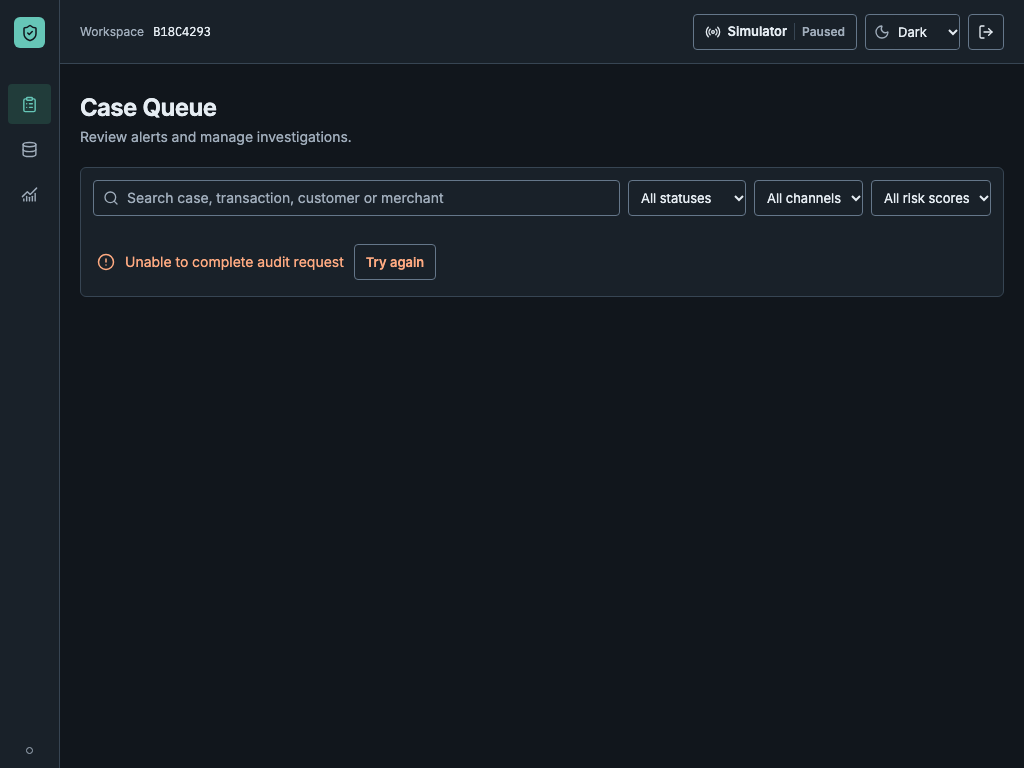 Workspace B18C4293
Simulator Paused
Dark
Case Queue
Review alerts and manage investigations.
Search case, transaction, customer or merchant
All statuses
All channels
All risk scores
Unable to complete audit request
Try again